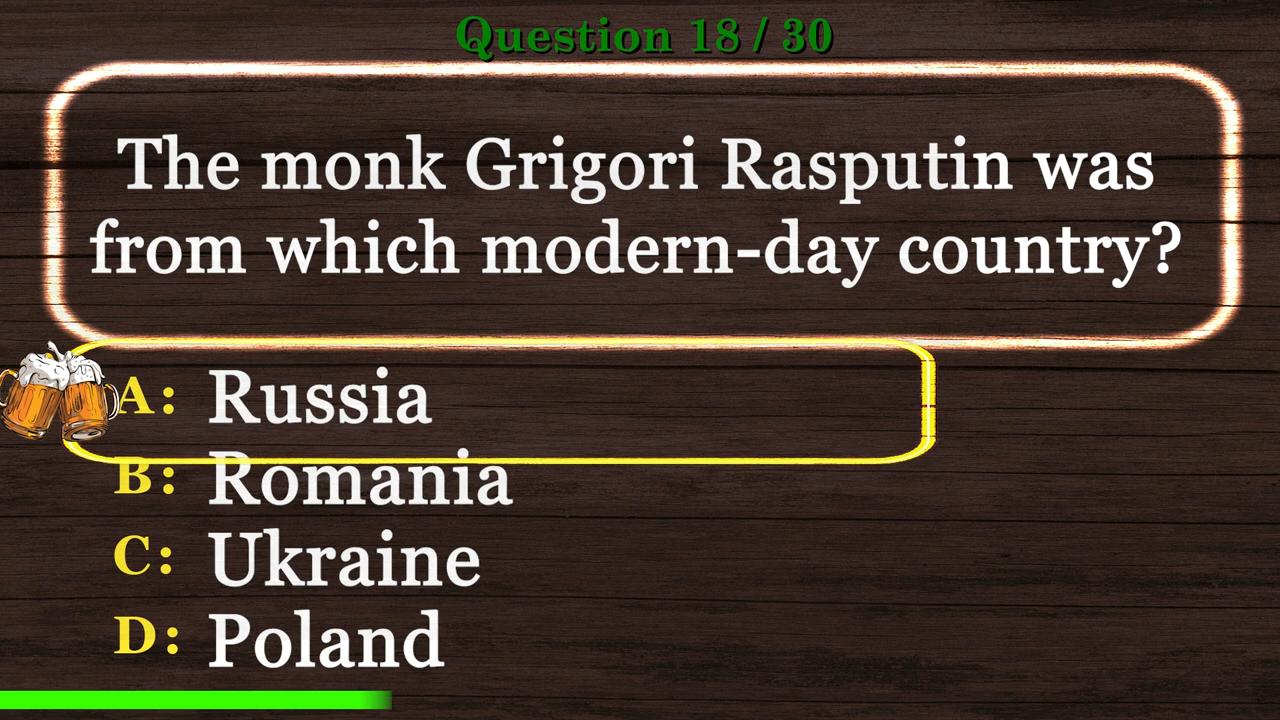 Question 18 / 30
The monk Grigori Rasputin was
from which modern-day country?
A: Russia
B: Romania
C: Ukraine
D: Poland